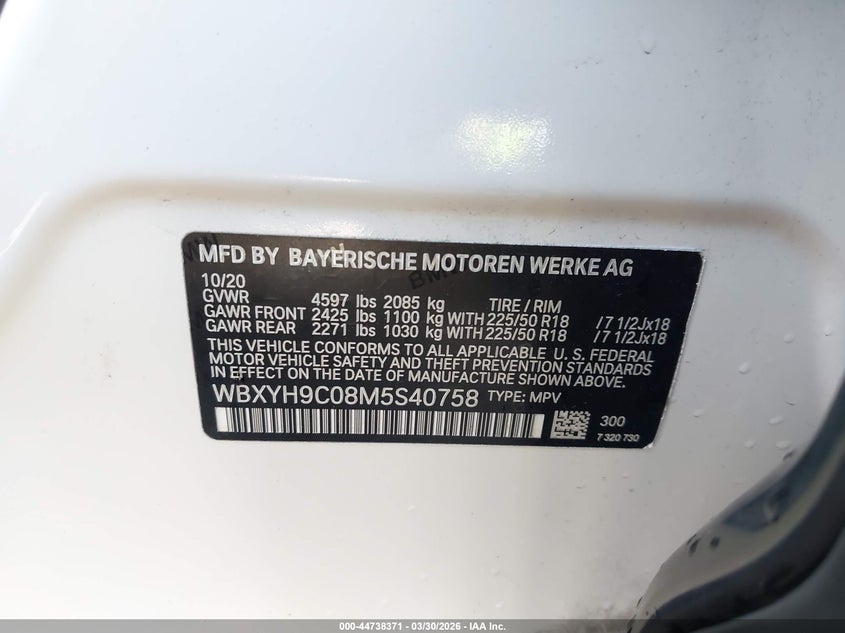 MFD BY BAYERISCHE MOTOREN WERKE AG
10/20
GVWR 4597 lbs 2085 kg TIRE / RIM
GAWR FRONT 2425 lbs 1100 kg WITH 225/50 R18 /7 1/2Jx18
GAWR REAR 2271 lbs 1030 kg WITH 225/50 R18 /7 1/2Jx18
THIS VEHICLE CONFORMS TO ALL APPLICABLE U. S. FEDERAL
MOTOR VEHICLE SAFETY AND THEFT PREVENTION STANDARDS
IN EFFECT ON THE DATE OF MANUFACTURE SHOWN ABOVE.
WBXYH9C08M5S40758 TYPE: MPV
300
7 320 730
000-44738371 | 03/30/2026 | IAA Inc.